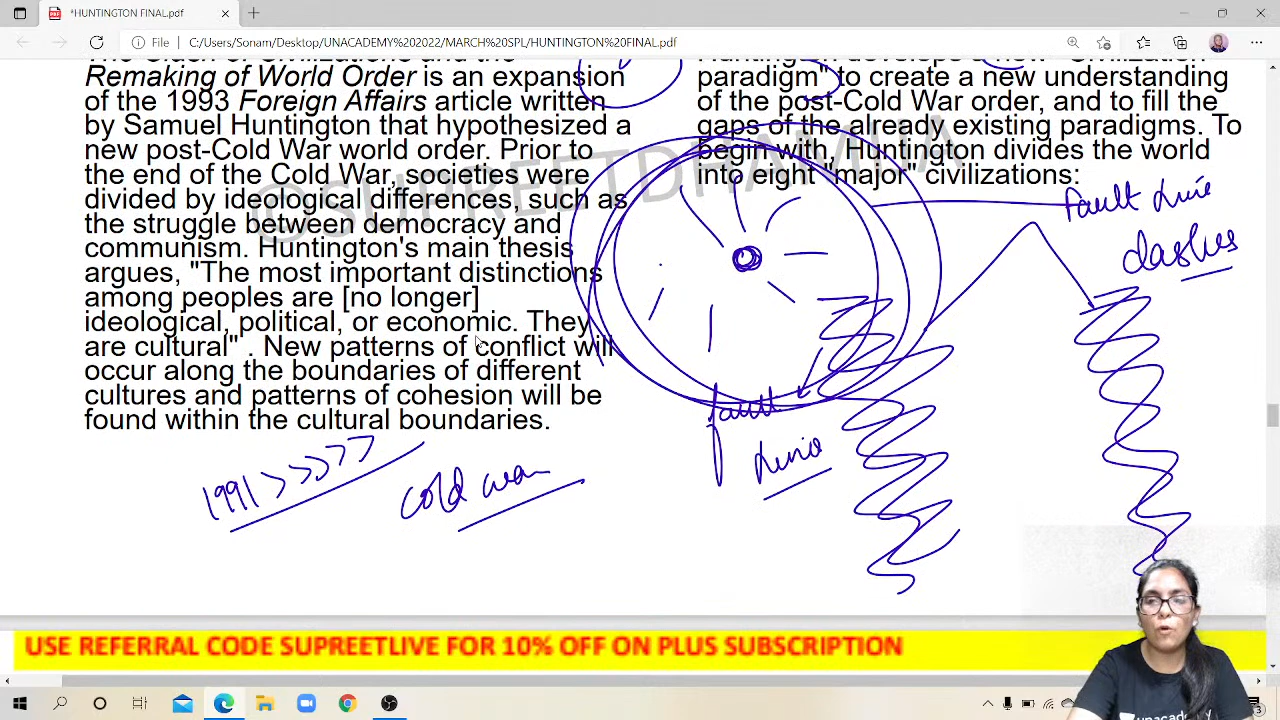 *HUNTINGTON FINAL.pdf
File
C:/Users/Sonam/Desktop/UNACADEMY%202022/MARCH%20SPL/HUNTINGTON%20FINAL.pdf
Remaking of World Order is an expansion
of the 1993 Foreign Affairs article written
by Samuel Huntington that hypothesized a
new post-Cold War world order. Prior to
the end of the Cold War, societies were
divided by ideological differences, such as
the struggle between democracy and
communism. Huntington's main thesis
argues, "The most important distinctions
among peoples are [no longer]
ideological, political, or economic. They
are cultural" . New patterns of conflict will
occur along the boundaries of different
cultures and patterns of cohesion will be
found within the cultural boundaries.
paradigm" to create a new understanding
of the post-Cold War order, and to fill the
gaps of the already existing paradigms. To
begin with, Huntington divides the world
into eight "major" civilizations:
fault line
clashes
fault
line
1991 >>>>>
cold war
USE REFERRAL CODE SUPREETLIVE FOR 10% OFF ON PLUS SUBSCRIPTION
unacademy